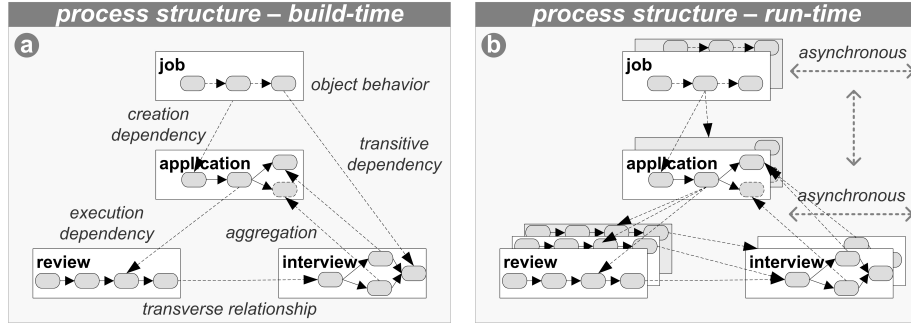 process structure – build-time
a
job
object behavior
creation
dependency
transitive
dependency
application
execution
dependency
aggregation
review
interview
transverse relationship
process structure – run-time
b
asynchronous
job
application
asynchronous
review
interview